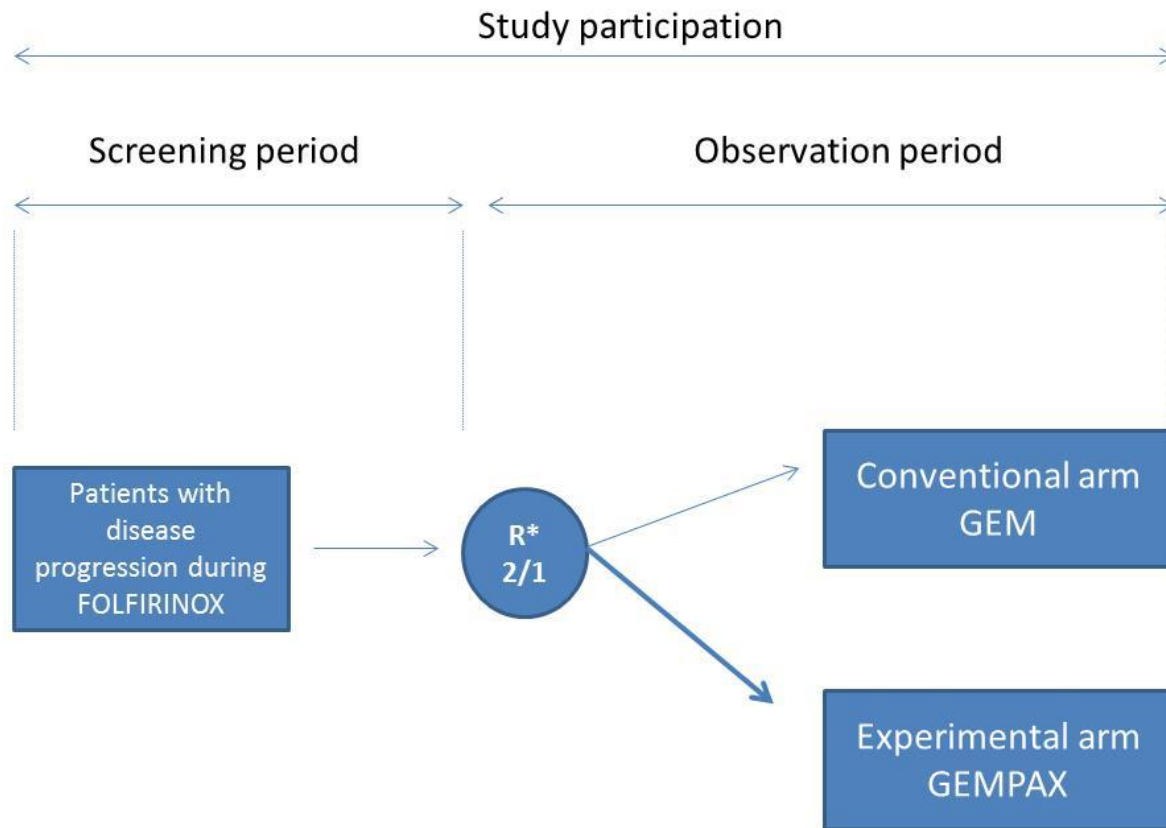 Study participation
Screening period
Observation period
Patients with
disease
progression during
FOLFIRINOX
R*
2/1
Conventional arm
GEM
Experimental arm
GEMPAX